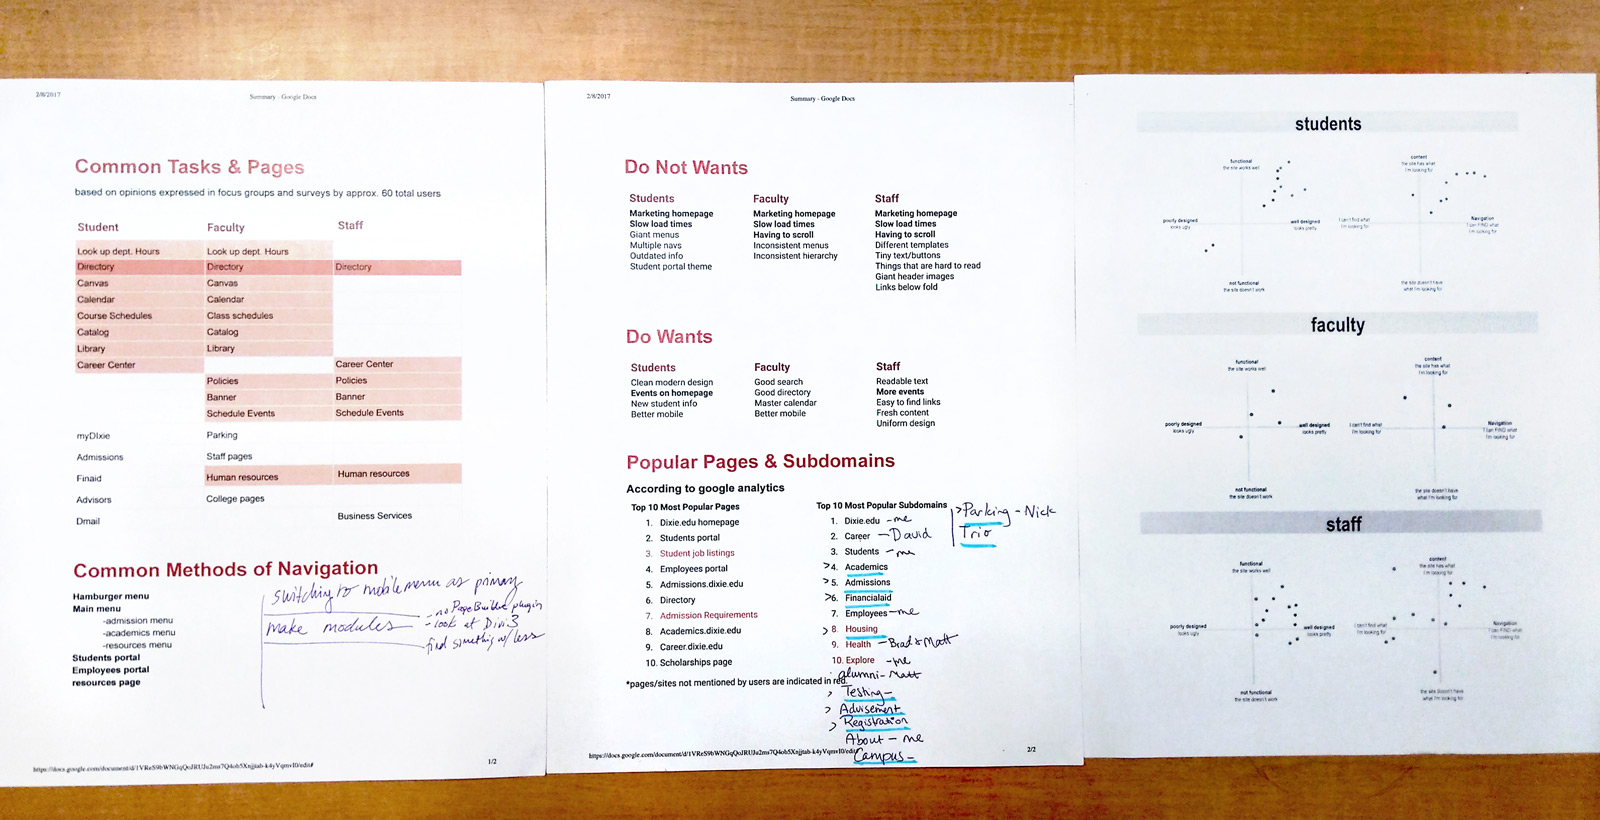 2/8/2017
Summary - Google Docs
Common Tasks & Pages
based on opinions expressed in focus groups and surveys by approx. 60 total users
Student Faculty Staff
Look up dept. Hours Look up dept. Hours
Directory Directory Directory
Canvas Canvas
Calendar Calendar
Course Schedules Class schedules
Catalog Catalog
Library Library
Career Center Career Center
Policies Policies
Banner Banner
Schedule Events Schedule Events
myDixie Parking
Admissions Staff pages
Finaid Human resources Human resources
Advisors College pages
Dmail Business Services
Common Methods of Navigation
Hamburger menu
Main menu
-admission menu
-academics menu
-resources menu
Students portal
Employees portal
resources page
switching to mobile menu as primary
make modules
- no PageBuilder plugin
- look at Divi 3
find something w/ less
https://docs.google.com/document/d/1VReS9bWNGqQoJRUJu2ms7Q4ob5Xnjjtab-k4yVqmvI0/edit#
1/2
2/8/2017
Summary - Google Docs
Do Not Wants
Students Faculty Staff
Marketing homepage Marketing homepage Marketing homepage
Slow load times Slow load times Slow load times
Giant menus Having to scroll Having to scroll
Multiple navs Inconsistent menus Different templates
Outdated info Inconsistent hierarchy Tiny text/buttons
Student portal theme Things that are hard to read
Giant header images
Links below fold
Do Wants
Students Faculty Staff
Clean modern design Good search Readable text
Events on homepage Good directory More events
New student info Master calendar Easy to find links
Better mobile Better mobile Fresh content
Uniform design
Popular Pages & Subdomains
According to google analytics
Top 10 Most Popular Pages
1. Dixie.edu homepage
2. Students portal
3. Student job listings
4. Employees portal
5. Admissions.dixie.edu
6. Directory
7. Admission Requirements
8. Academics.dixie.edu
9. Career.dixie.edu
10. Scholarships page
*pages/sites not mentioned by users are indicated in red.
Top 10 Most Popular Subdomains
1. Dixie.edu - me
2. Career - David
3. Students - me
>4. Academics
>5. Admissions
>6. Financialaid
7. Employees - me
>8. Housing
9. Health - Brad & Matt
10. Explore - me
alumni - Matt
> Testing -
> Advisement
> Registration
About - me
Campus -
> Parking - Nick
Trio
https://docs.google.com/document/d/1VReS9bWNGqQoJRUJu2ms7Q4ob5Xnjjtab-k4yVqmvI0/edit#
2/2
students
functional
the site works well
poorly designed
looks ugly
well designed
looks pretty
not functional
the site doesn't work
content
the site has what
I'm looking for
I can't find what
I'm looking for
Navigation
I can FIND what
I'm looking for
the site doesn't have
what I'm looking for
faculty
functional
the site works well
poorly designed
looks ugly
well designed
looks pretty
not functional
the site doesn't work
content
the site has what
I'm looking for
I can't find what
I'm looking for
Navigation
I can FIND what
I'm looking for
the site doesn't have
what I'm looking for
staff
functional
the site works well
poorly designed
looks ugly
well designed
looks pretty
not functional
the site doesn't work
content
the site has what
I'm looking for
I can't find what
I'm looking for
Navigation
I can FIND what
I'm looking for
the site doesn't have
what I'm looking for